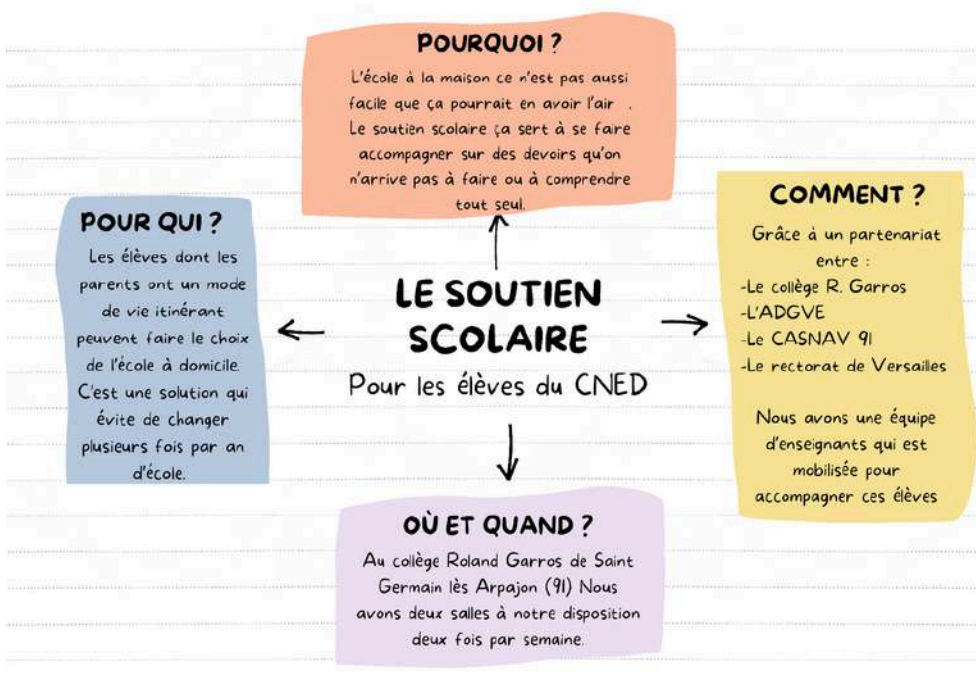 POURQUOI ?
L'école à la maison ce n'est pas aussi
facile que ça pourrait en avoir l'air .
Le soutien scolaire ça sert à se faire
accompagner sur des devoirs qu'on
n'arrive pas à faire ou à comprendre
tout seul.
POUR QUI ?
Les élèves dont les
parents ont un mode
de vie itinérant
peuvent faire le choix
de l'école à domicile.
C'est une solution qui
évite de changer
plusieurs fois par an
d'école.
LE SOUTIEN
SCOLAIRE
Pour les élèves du CNED
COMMENT ?
Grâce à un partenariat
entre :
-Le collège R. Garros
-L'ADGVE
-Le CASNAV 91
-Le rectorat de Versailles
Nous avons une équipe
d'enseignants qui est
mobilisée pour
accompagner ces élèves
OÙ ET QUAND ?
Au collège Roland Garros de Saint
Germain lès Arpajon (91) Nous
avons deux salles à notre disposition
deux fois par semaine.